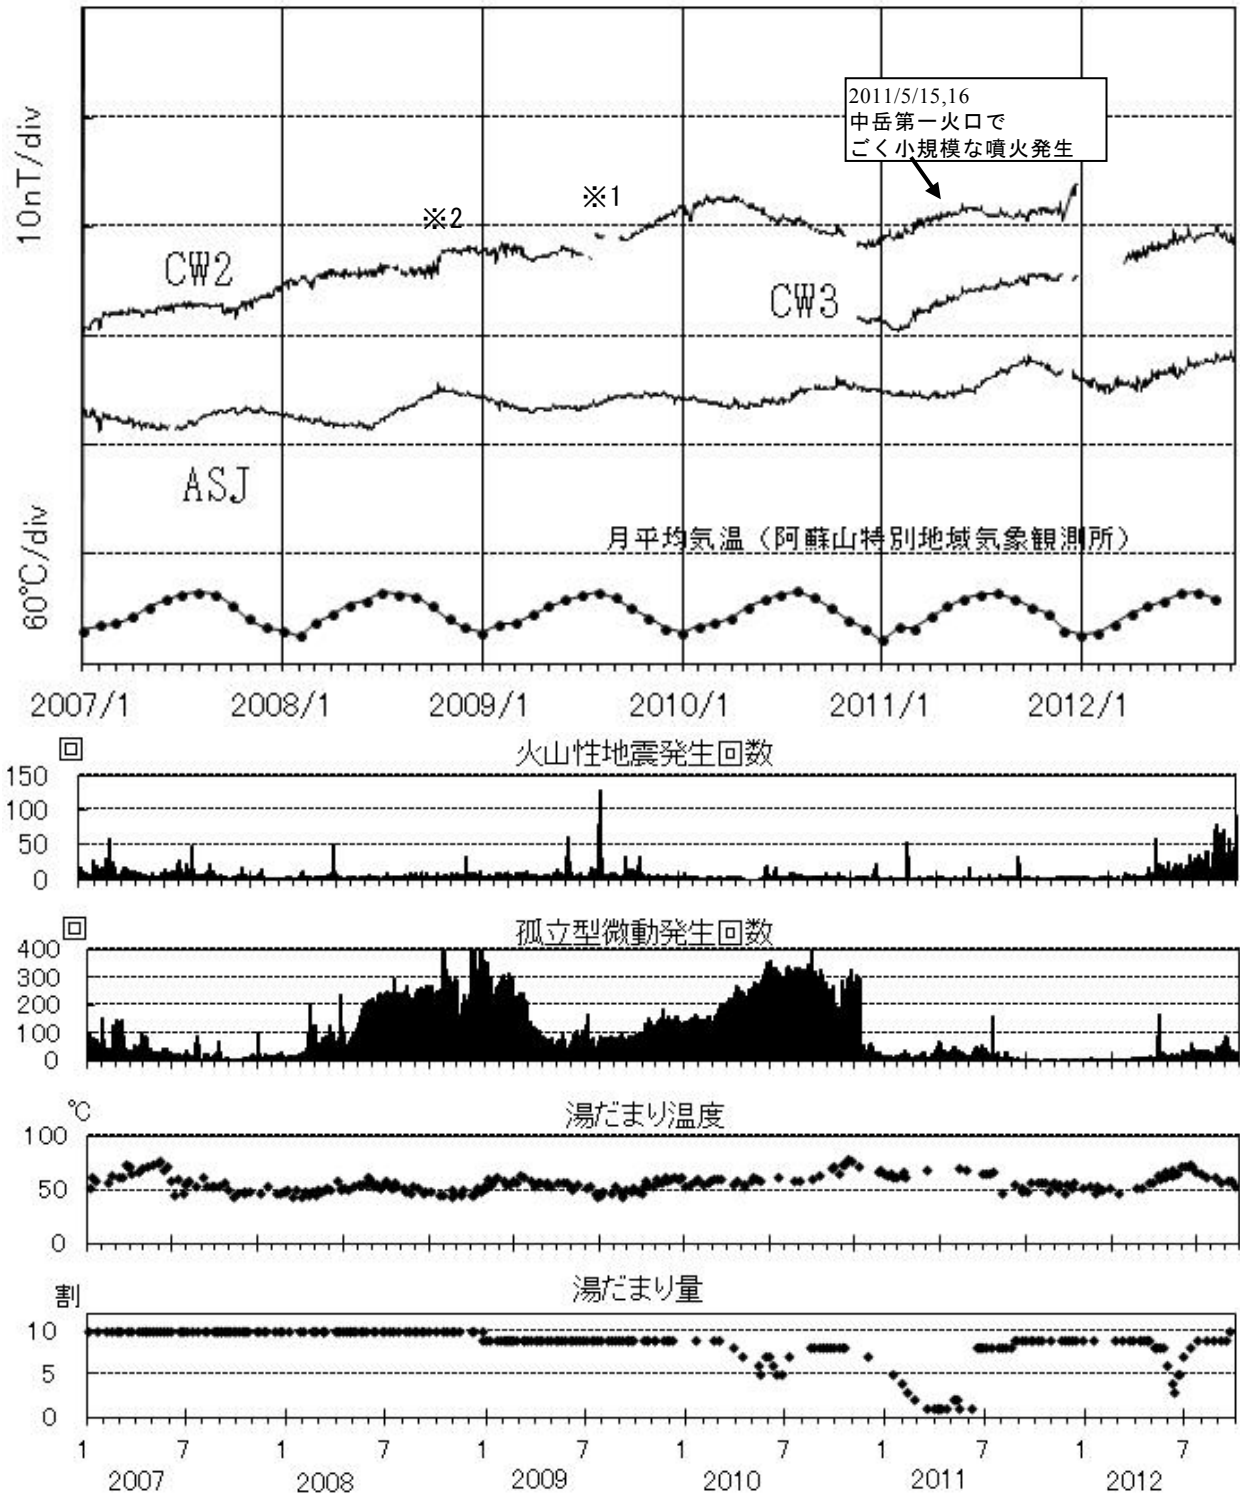 10nT/div
2011/5/15,16
中岳第一火口で
ごく小規模な噴火発生
※1
※2
CW2
CW3
ASJ
60℃/div
月平均気温（阿蘇山特別地域気象観測所）
2007/1 2008/1 2009/1 2010/1 2011/1 2012/1
回 火山性地震発生回数
150
100
50
0
回 孤立型微動発生回数
400
300
200
100
0
℃ 湯だまり温度
100
50
0
割 湯だまり量
10
5
0
1 7 1 7 1 7 1 7 1 7 1 7
2007 2008 2009 2010 2011 2012